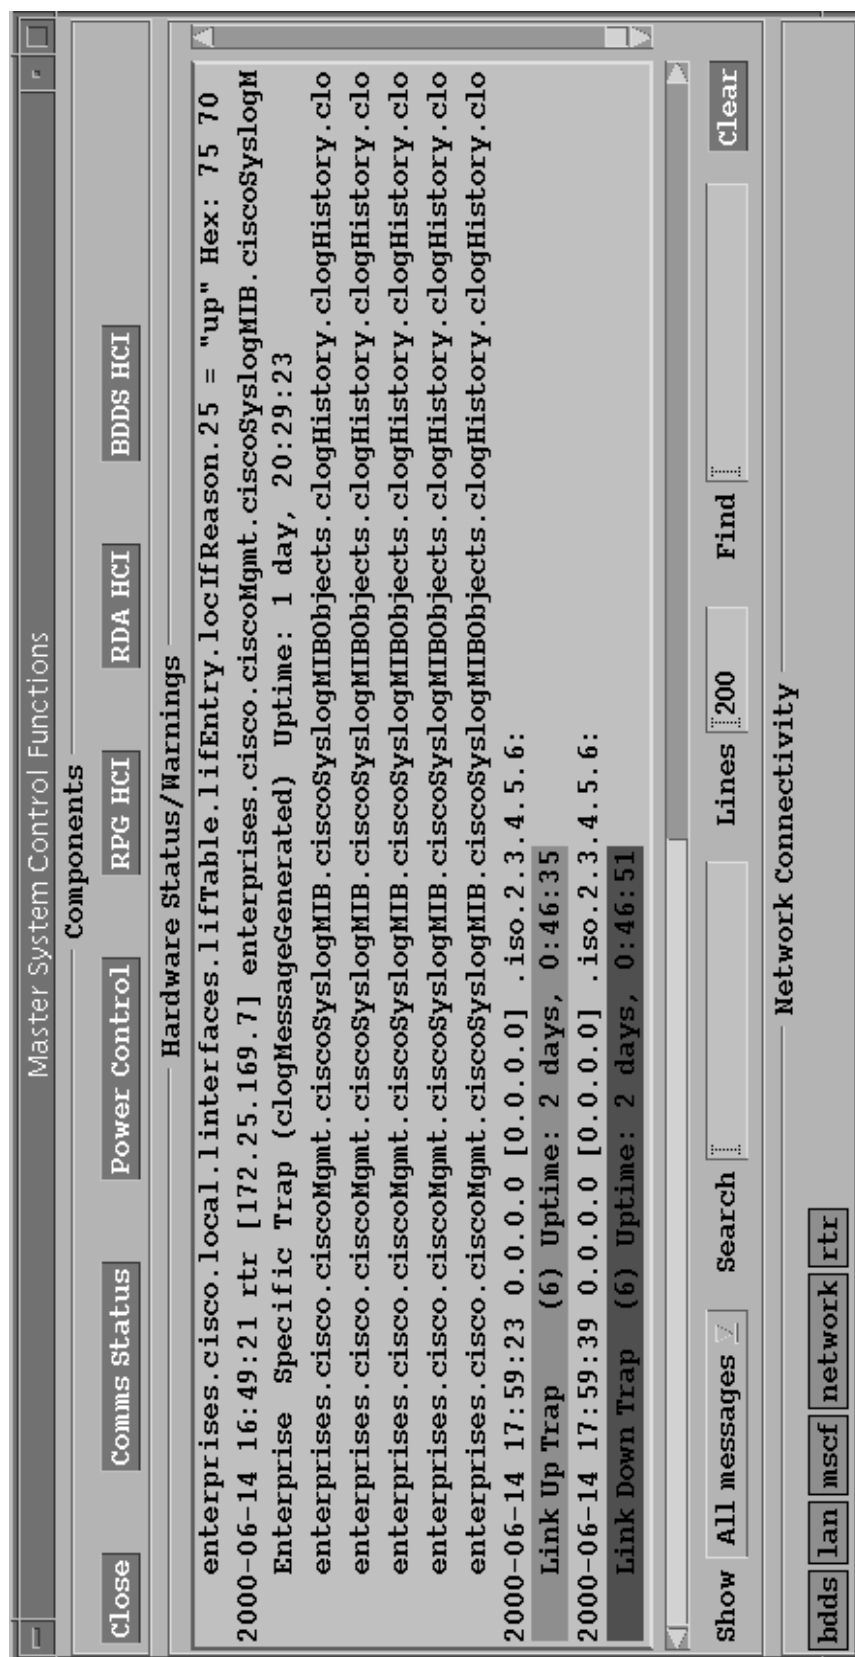 Master System Control Functions
Components
Close Comms Status Power Control RPG HCI RDA HCI BDDS HCI
Hardware Status/Warnings
enterprises.cisco.local.linterfaces.lifTable.lifEntry.locIfReason.25 = "up" Hex: 75 70
2000-06-14 16:49:21 rtr [172.25.169.7] enterprises.cisco.ciscoMgmt.ciscoSyslogMIB.ciscoSyslogM
Enterprise Specific Trap (clogMessageGenerated) Uptime: 1 day, 20:29:23
enterprises.cisco.ciscoMgmt.ciscoSyslogMIB.ciscoSyslogMIBObjects.clogHistory.clogHistory.clo
enterprises.cisco.ciscoMgmt.ciscoSyslogMIB.ciscoSyslogMIBObjects.clogHistory.clogHistory.clo
enterprises.cisco.ciscoMgmt.ciscoSyslogMIB.ciscoSyslogMIBObjects.clogHistory.clogHistory.clo
enterprises.cisco.ciscoMgmt.ciscoSyslogMIB.ciscoSyslogMIBObjects.clogHistory.clogHistory.clo
enterprises.cisco.ciscoMgmt.ciscoSyslogMIB.ciscoSyslogMIBObjects.clogHistory.clogHistory.clo
2000-06-14 17:59:23 0.0.0.0 [0.0.0.0] .iso.2.3.4.5.6:
Link Up Trap (6) Uptime: 2 days, 0:46:35
2000-06-14 17:59:39 0.0.0.0 [0.0.0.0] .iso.2.3.4.5.6:
Link Down Trap (6) Uptime: 2 days, 0:46:51
Show All messages Search Lines 200 Find Clear
Network Connectivity
bdds lan mscf network rtr